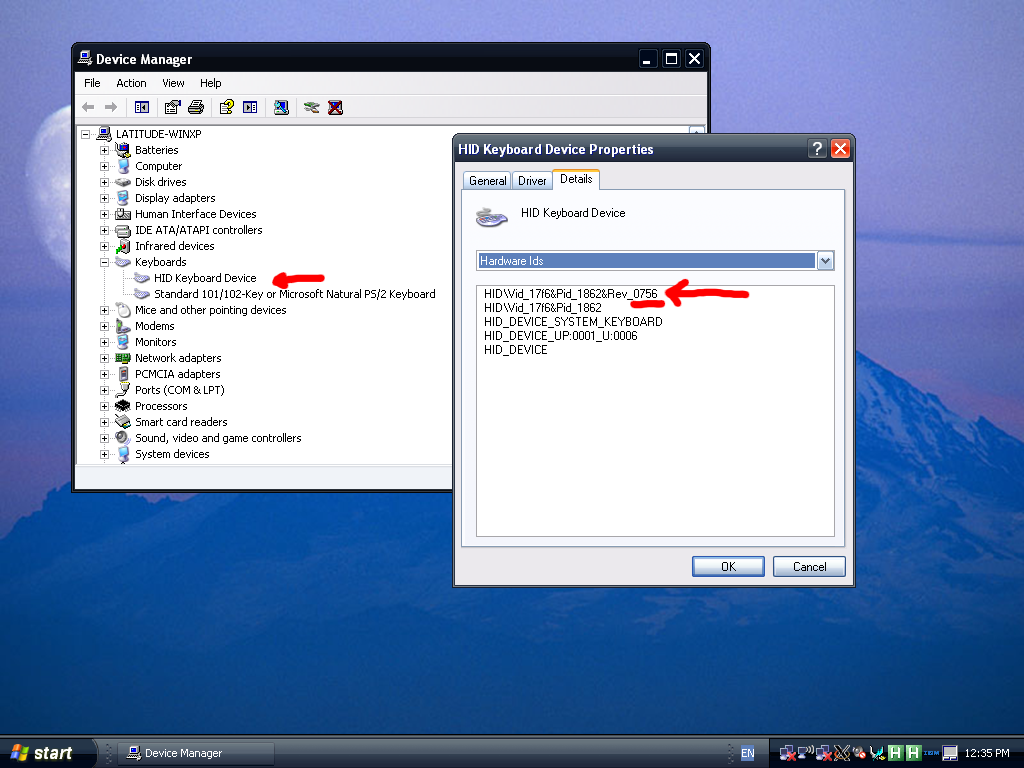 Device Manager
File Action View Help
LATITUDE-WINXP
Batteries
Computer
Disk drives
Display adapters
Human Interface Devices
IDE ATA/ATAPI controllers
Infrared devices
Keyboards
HID Keyboard Device
Standard 101/102-Key or Microsoft Natural PS/2 Keyboard
Mice and other pointing devices
Modems
Monitors
Network adapters
PCMCIA adapters
Ports (COM & LPT)
Processors
Smart card readers
Sound, video and game controllers
System devices
HID Keyboard Device Properties
General Driver Details
HID Keyboard Device
Hardware Ids
HID\Vid_17f6&Pid_1862&Rev_0756
HID\Vid_17f6&Pid_1862
HID_DEVICE_SYSTEM_KEYBOARD
HID_DEVICE_UP:0001_U:0006
HID_DEVICE
OK Cancel
start Device Manager EN H H IBM 12:35 PM